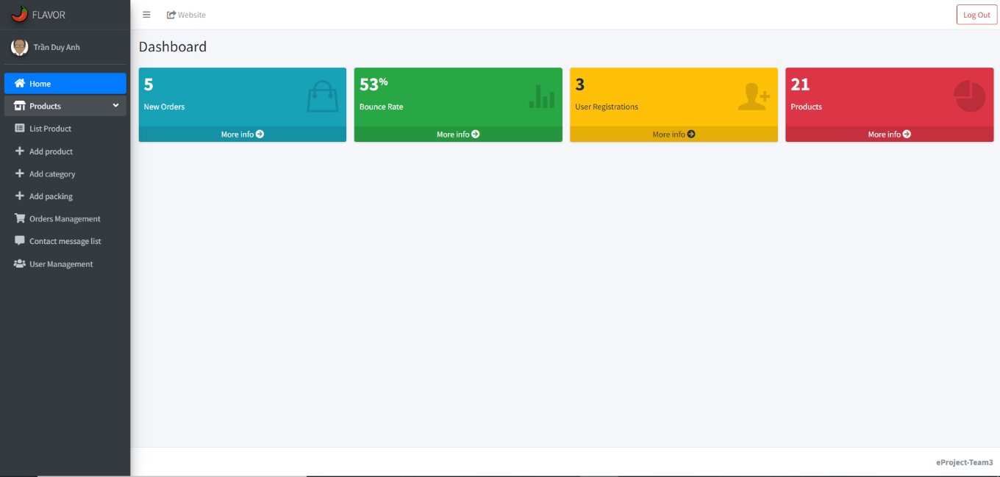 FLAVOR
Website
Log Out
Trần Duy Anh
Home
Products
List Product
Add product
Add category
Add packing
Orders Management
Contact message list
User Management
Dashboard
5
New Orders
More info
53%
Bounce Rate
More info
3
User Registrations
More info
21
Products
More info
eProject-Team3